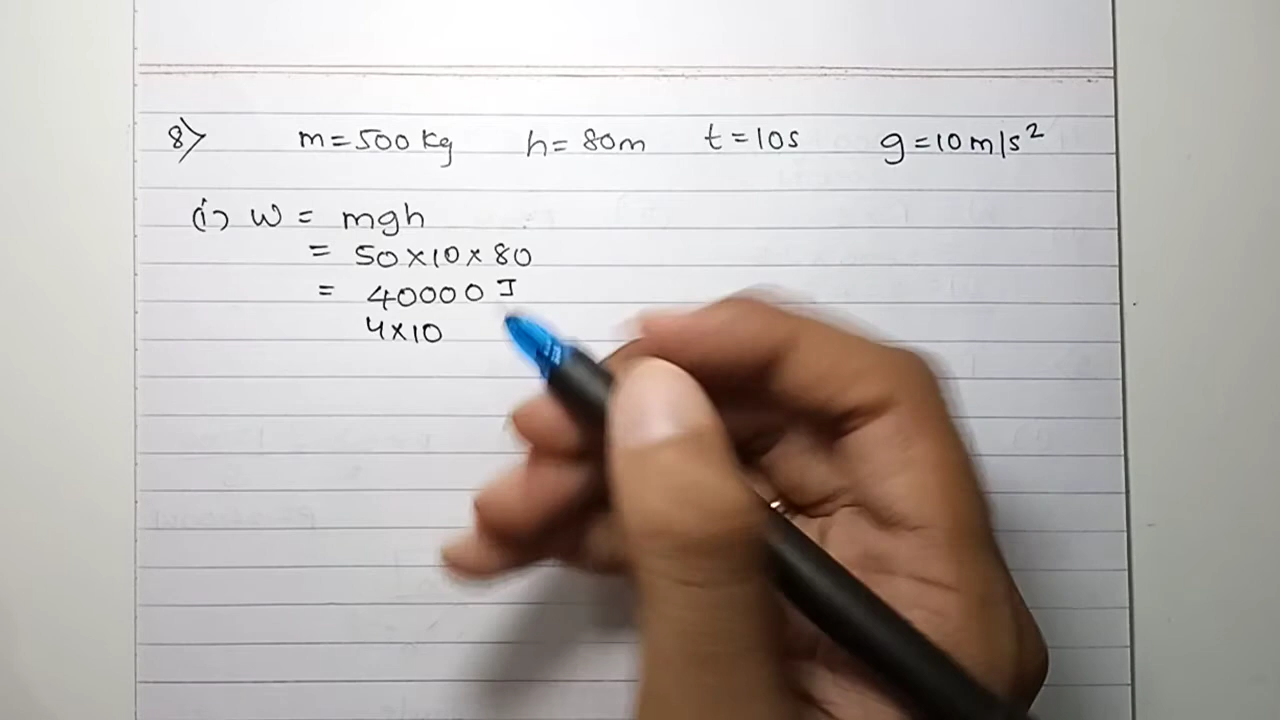 8) m=500 kg h= 80m t=10s g=10m/s²
(i) W = mgh
= 50×10×80
= 40000 J
4×10